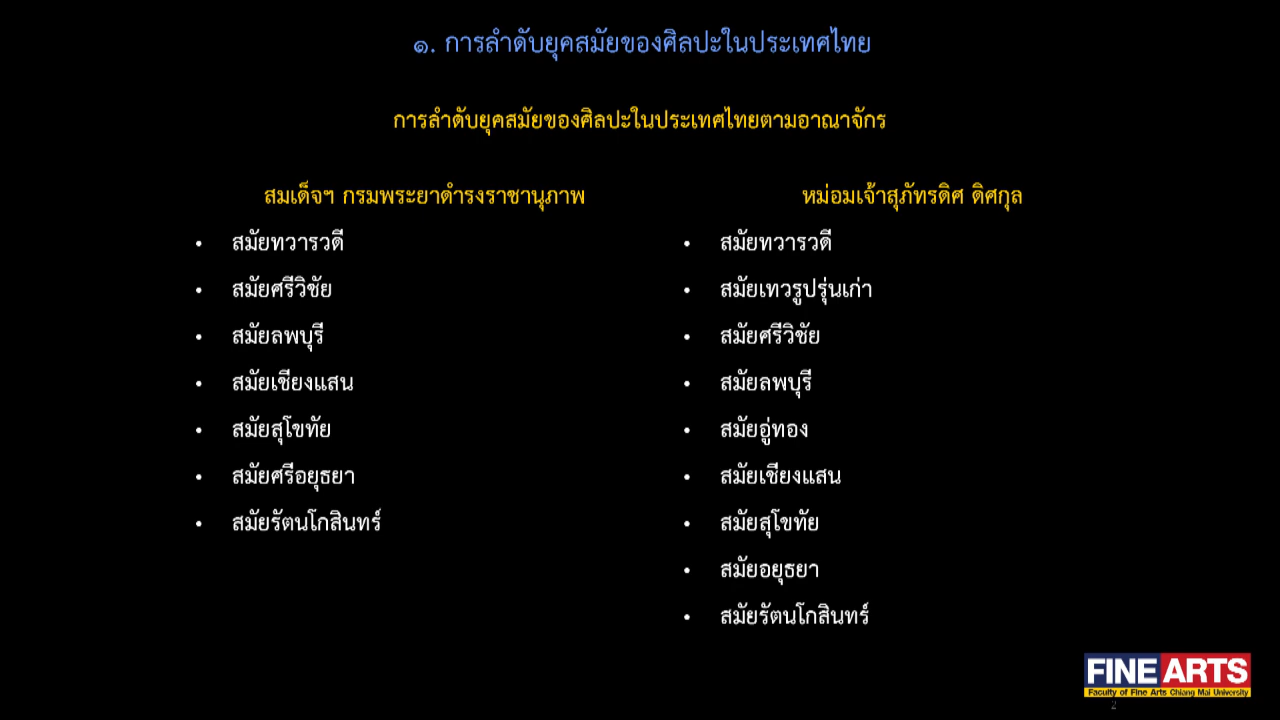 ๑. การลำดับยุคสมัยของศิลปะในประเทศไทย
การลำดับยุคสมัยของศิลปะในประเทศไทยตามอาณาจักร
สมเด็จฯ กรมพระยาดำรงราชานุภาพ
• สมัยทวารวดี
• สมัยศรีวิชัย
• สมัยลพบุรี
• สมัยเชียงแสน
• สมัยสุโขทัย
• สมัยศรีอยุธยา
• สมัยรัตนโกสินทร์
หม่อมเจ้าสุภัทรดิศ ดิศกุล
• สมัยทวารวดี
• สมัยเทวรูปรุ่นเก่า
• สมัยศรีวิชัย
• สมัยลพบุรี
• สมัยอู่ทอง
• สมัยเชียงแสน
• สมัยสุโขทัย
• สมัยอยุธยา
• สมัยรัตนโกสินทร์
FINE ARTS
Faculty of Fine Arts Chiang Mai University
2